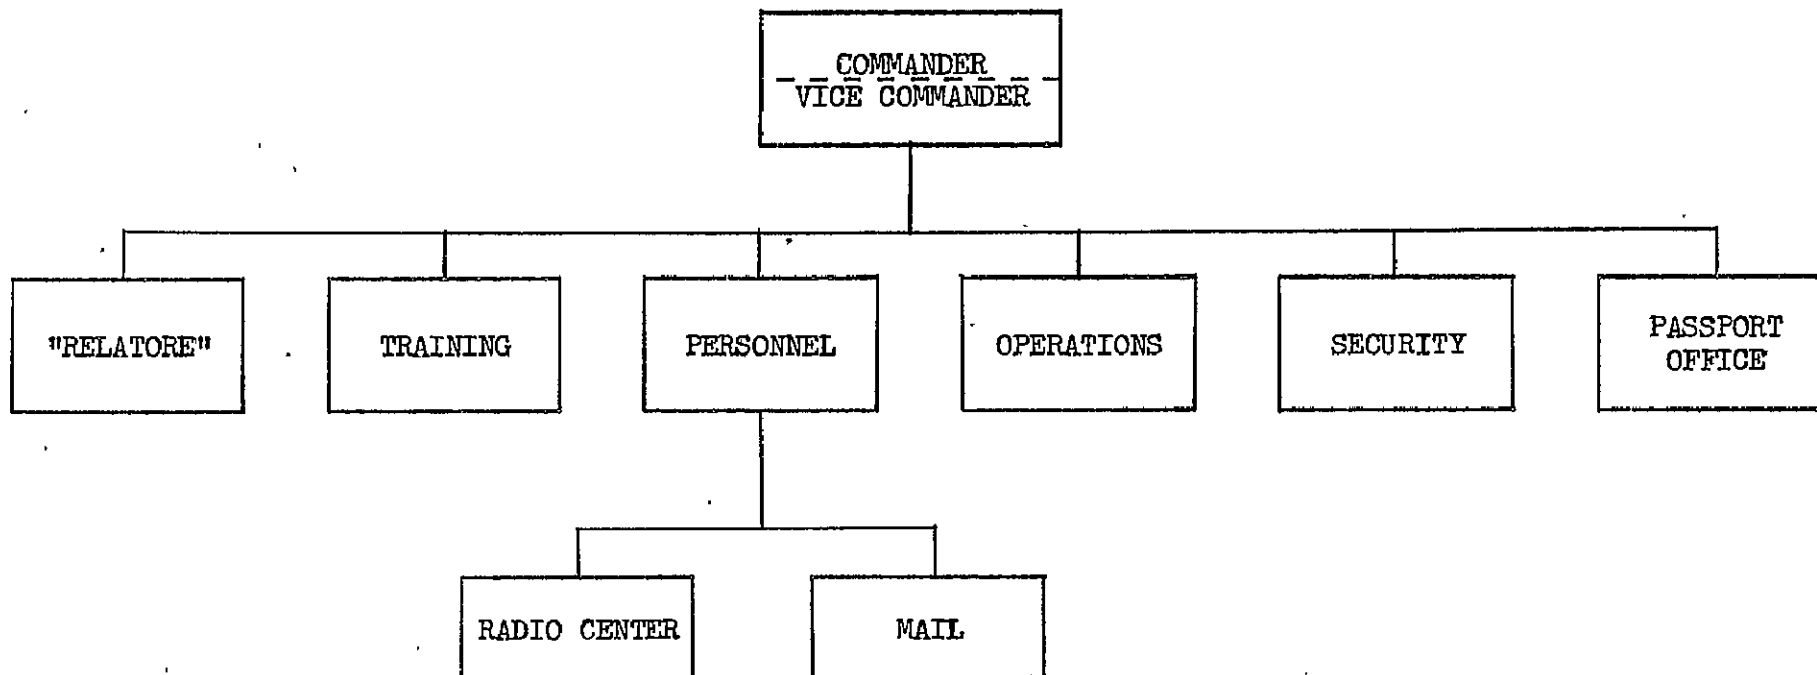 COMMANDER
VICE COMMANDER
"RELATORE"
TRAINING
PERSONNEL
OPERATIONS
SECURITY
PASSPORT
OFFICE
RADIO CENTER
MAIL